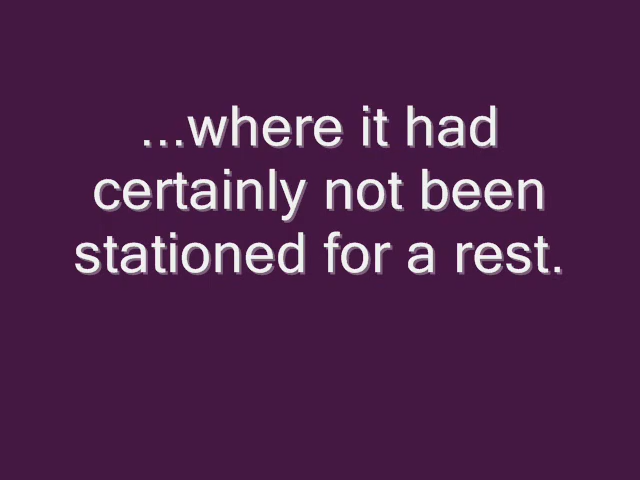 ...where it had
certainly not been
stationed for a rest.